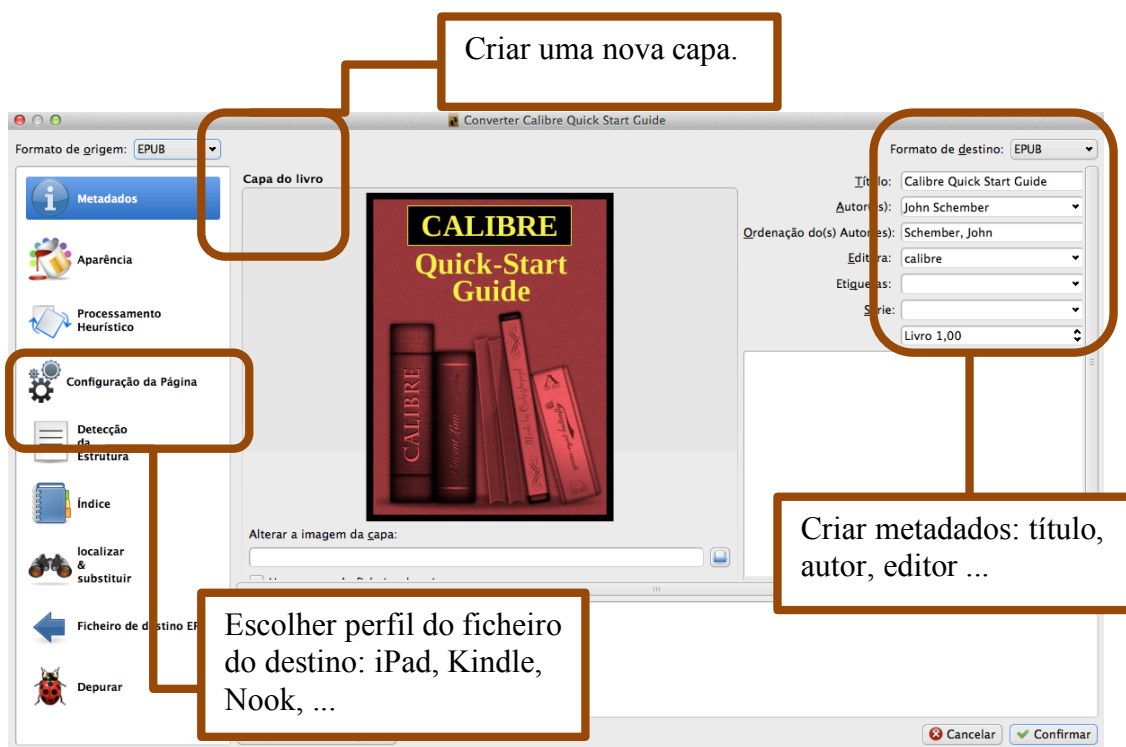 Criar uma nova capa.
Converter Calibre Quick Start Guide
Formato de origem: EPUB
Formato de destino: EPUB
Metadados
Aparência
Processamento
Heurístico
Configuração da Página
Detecção
da
Estrutura
Índice
localizar
&
substituir
Ficheiro de destino
Depurar
Capa do livro
CALIBRE
Quick-Start
Guide
CALIBRE
Alterar a imagem da capa:
Título: Calibre Quick Start Guide
Autor(es): John Schember
Ordenação do(s) Autor(es): Schember, John
Editora: calibre
Etiquetas:
Série:
Livro 1,00
Criar metadados: título,
autor, editor ...
Escolher perfil do ficheiro
do destino: iPad, Kindle,
Nook, ...
Cancelar
Confirmar